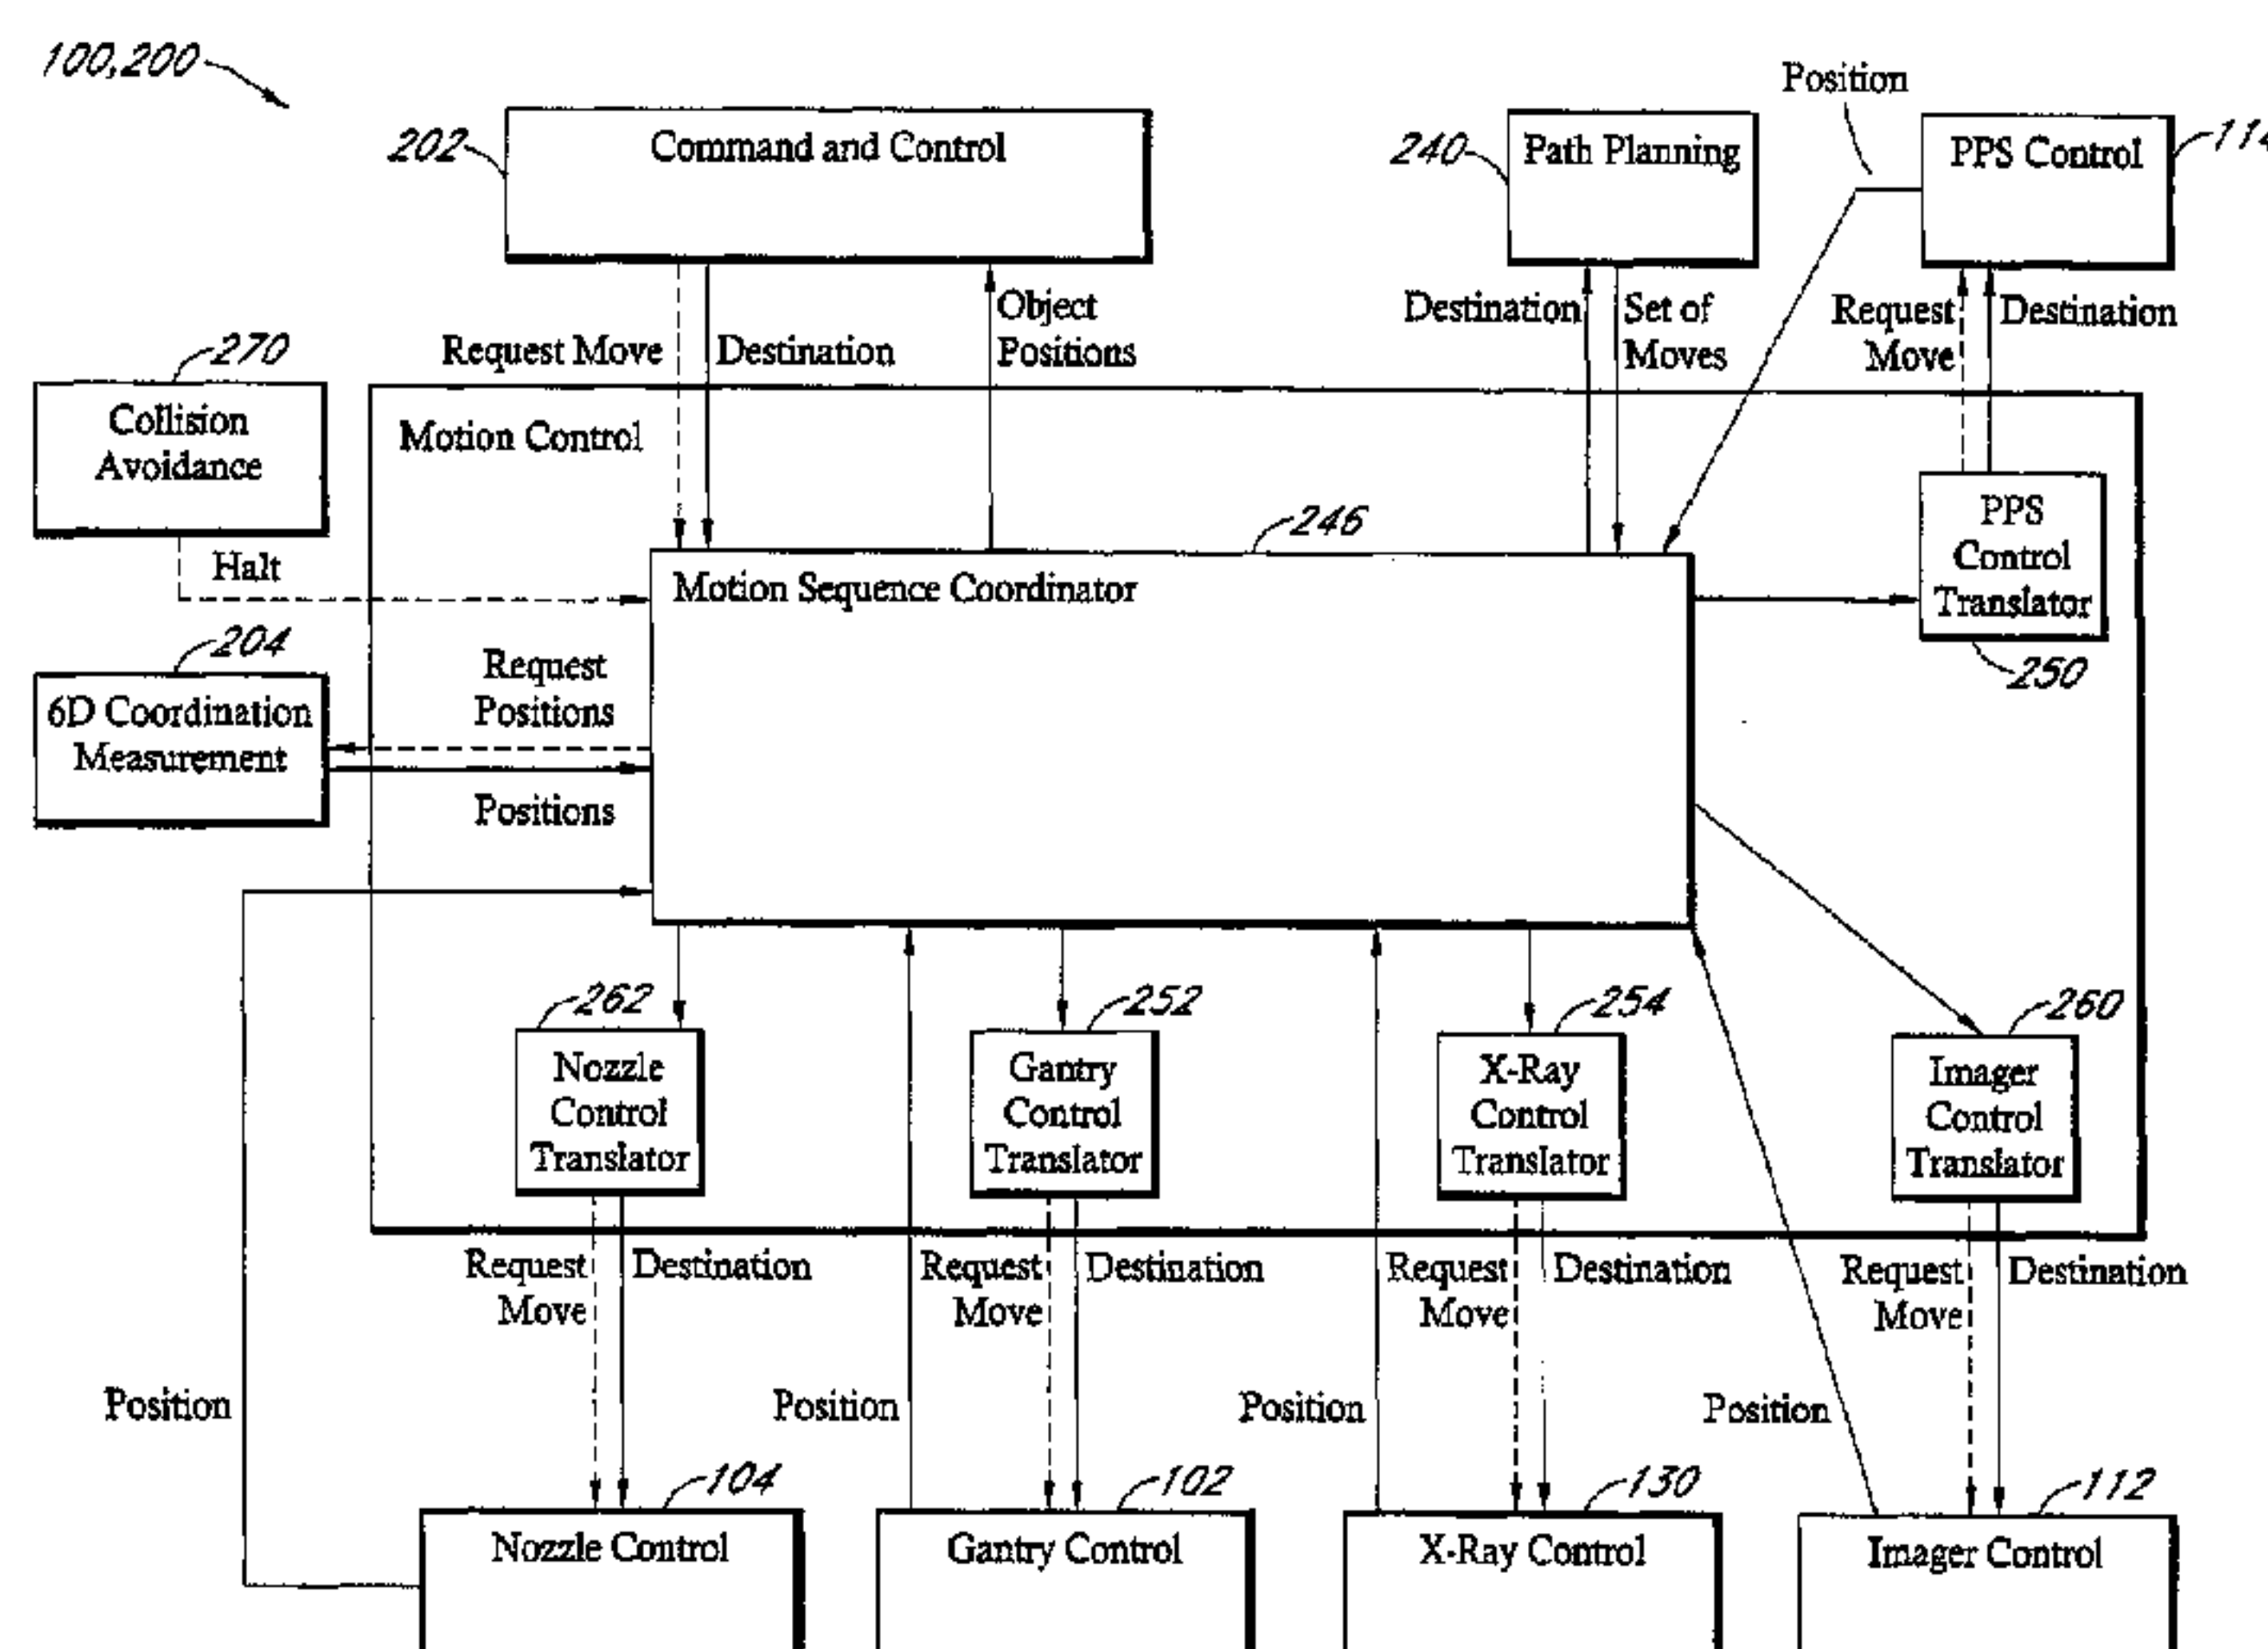 100,200
Position
202
Command and Control
240
Path Planning
PPS Control
114
Request Move
Destination
Object
Positions
Destination
Set of
Moves
Request
Move
Destination
270
Collision
Avoidance
Motion Control
Halt
246
Motion Sequence Coordinator
PPS
Control
Translator
250
204
6D Coordination
Measurement
Request
Positions
Positions
262
Nozzle
Control
Translator
252
Gantry
Control
Translator
254
X-Ray
Control
Translator
260
Imager
Control
Translator
Request
Move
Destination
Request
Move
Destination
Request
Move
Destination
Request
Move
Destination
Position
Position
Position
Position
104
Nozzle Control
102
Gantry Control
130
X-Ray Control
112
Imager Control